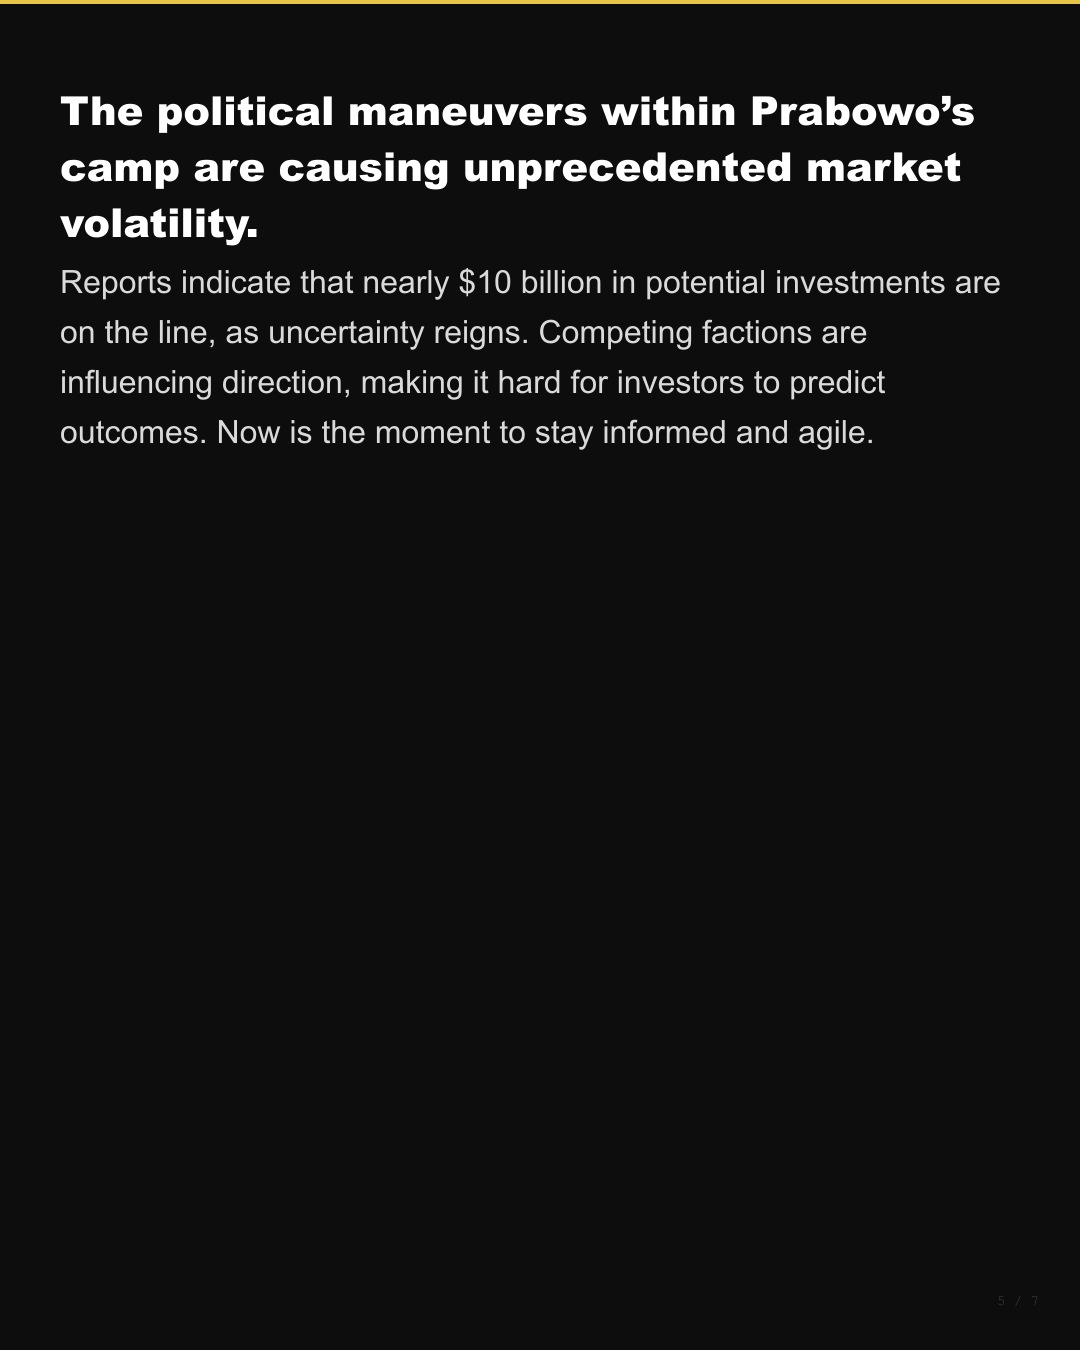 The political maneuvers within Prabowo’s
camp are causing unprecedented market
volatility.
Reports indicate that nearly $10 billion in potential investments are
on the line, as uncertainty reigns. Competing factions are
influencing direction, making it hard for investors to predict
outcomes. Now is the moment to stay informed and agile.
5 / 7